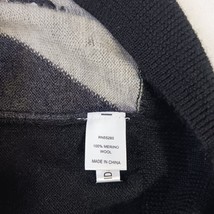 100% MERINO
WOOL
MADE IN CHINA
D